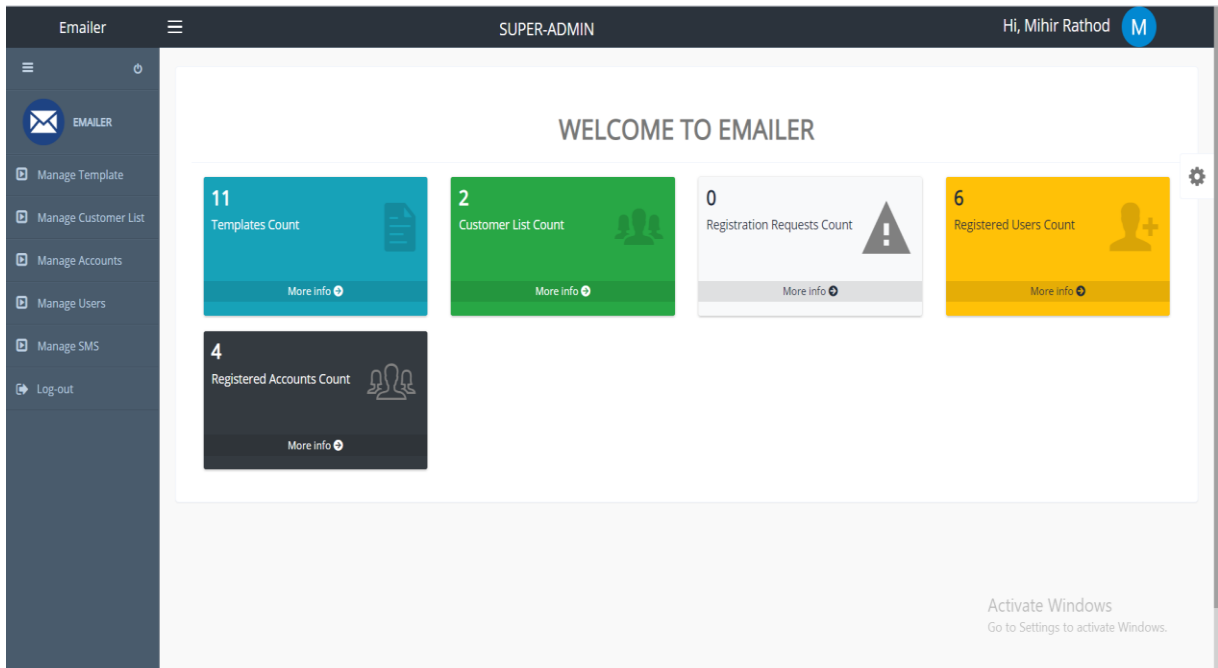 Emailer
SUPER-ADMIN
Hi, Mihir Rathod
M
EMAILER
Manage Template
Manage Customer List
Manage Accounts
Manage Users
Manage SMS
Log-out
WELCOME TO EMAILER
11
Templates Count
More info
2
Customer List Count
More info
0
Registration Requests Count
More info
6
Registered Users Count
More info
4
Registered Accounts Count
More info
Activate Windows
Go to Settings to activate Windows.